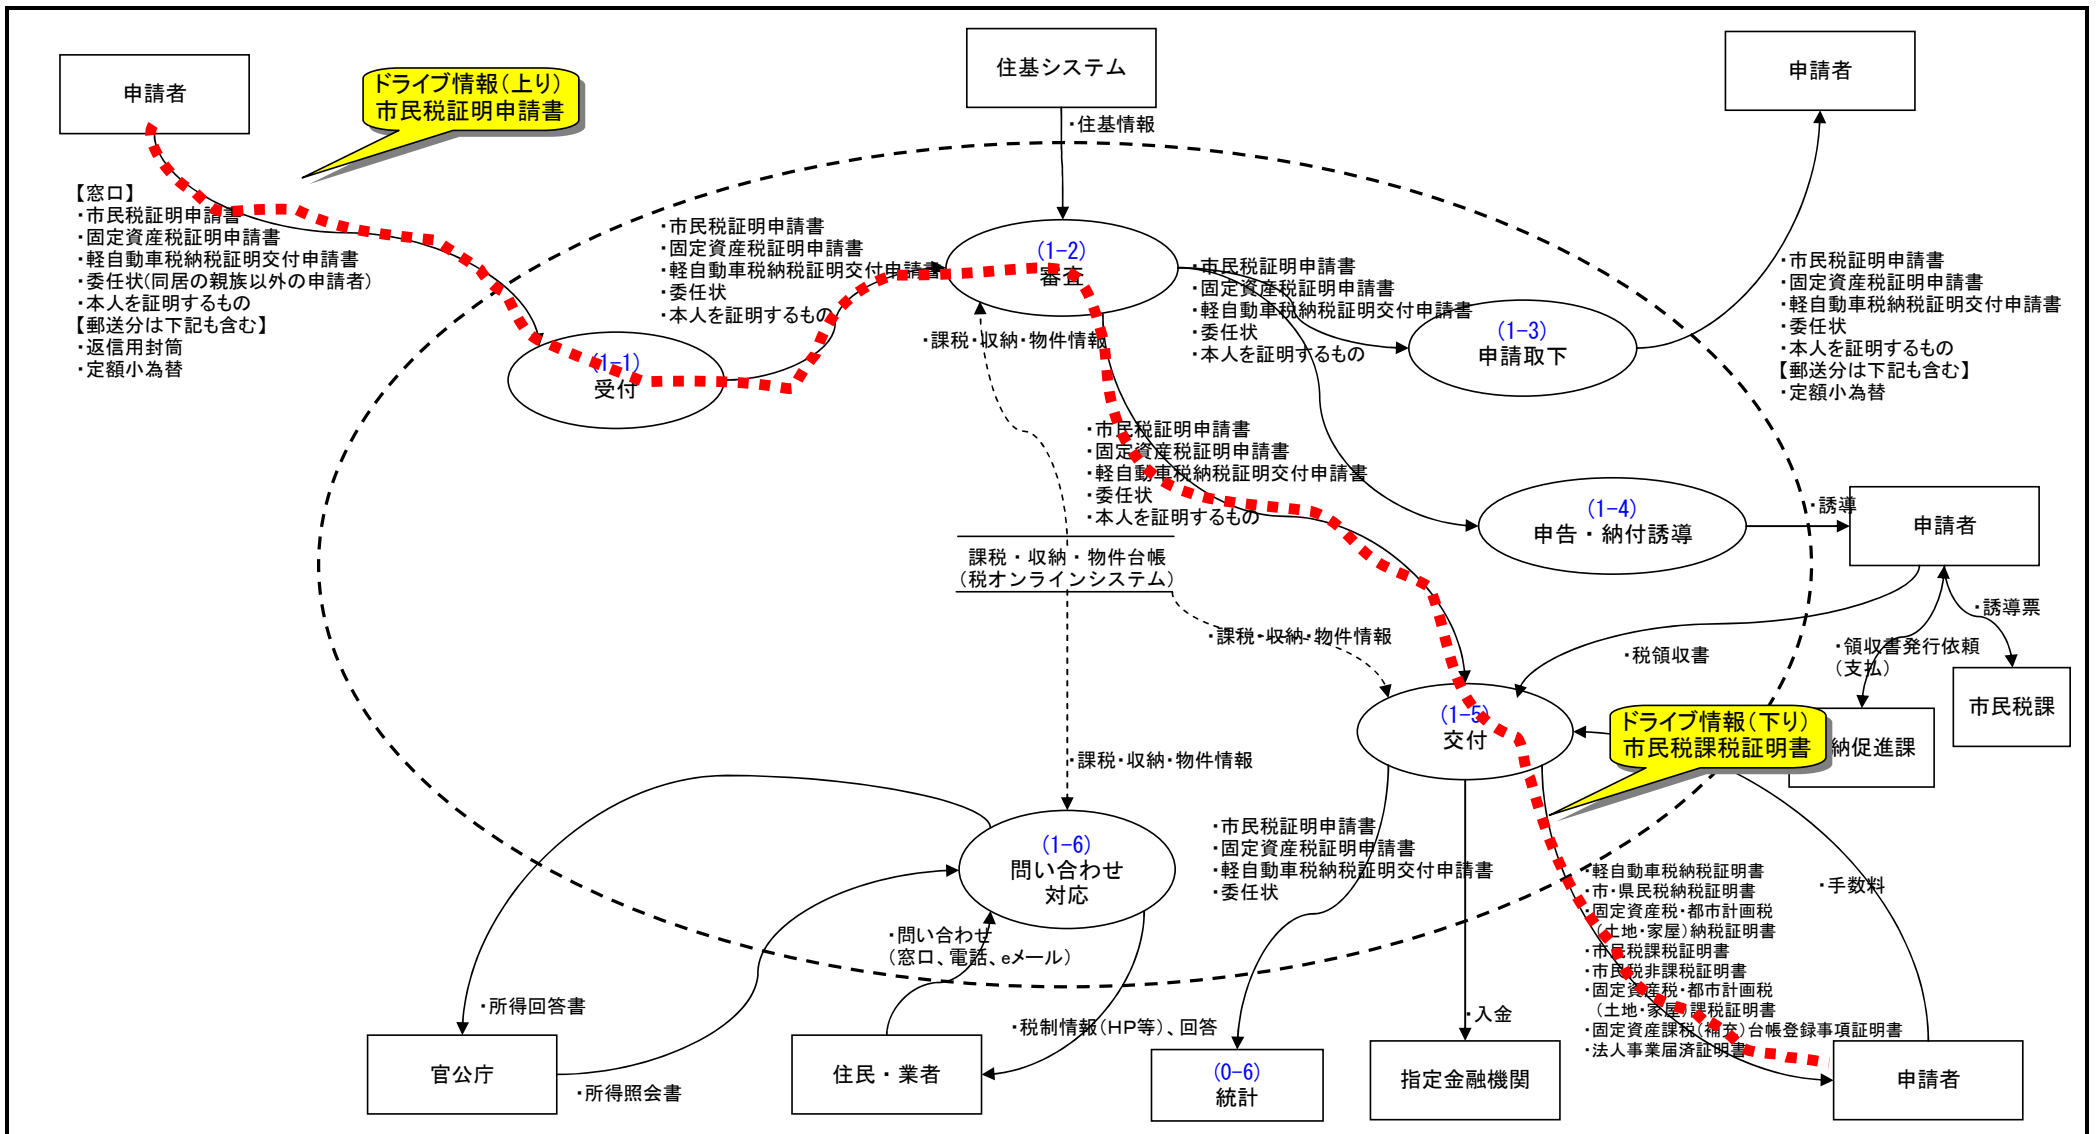 申請者
ドライブ情報（上り）
市民税証明申請書
住基システム
申請者
・住基情報
【窓口】
・市民税証明申請書
・固定資産税証明申請書
・軽自動車税納税証明交付申請書
・委任状（同居の親族以外の申請者）
・本人を証明するもの
【郵送分は下記も含む】
・返信用封筒
・定額小為替
・市民税証明申請書
・固定資産税証明申請書
・軽自動車税納税証明交付申請書
・委任状
・本人を証明するもの
(1-1)
受付
(1-2)
審査
・課税・収納・物件情報
・市民税証明申請書
・固定資産税証明申請書
・軽自動車税納税証明交付申請書
・委任状
・本人を証明するもの
(1-3)
申請取下
・市民税証明申請書
・固定資産税証明申請書
・軽自動車税納税証明交付申請書
・委任状
・本人を証明するもの
【郵送分は下記も含む】
・定額小為替
・市民税証明申請書
・固定資産税証明申請書
・軽自動車税納税証明交付申請書
・委任状
・本人を証明するもの
(1-4)
申告・納付誘導
・誘導
申請者
課税・収納・物件台帳
（税オンラインシステム）
・課税・収納・物件情報
・税領収書
・誘導票
・領収書発行依頼
（支払）
市民税課
納促進課
(1-5)
交付
ドライブ情報（下り）
市民税課税証明書
・課税・収納・物件情報
(1-6)
問い合わせ
対応
・市民税証明申請書
・固定資産税証明申請書
・軽自動車税納税証明交付申請書
・委任状
・軽自動車税納税証明書
・市・県民税納税証明書
・固定資産税・都市計画税
（土地・家屋）納税証明書
・市民税課税証明書
・市民税非課税証明書
・固定資産税・都市計画税
（土地・家屋）課税証明書
・固定資産課税（補充）台帳登録事項証明書
・法人事業届済証明書
・手数料
・問い合わせ
（窓口、電話、eメール）
・所得回答書
・税制情報（HP等）、回答
・入金
官公庁
・所得照会書
住民・業者
(0-6)
統計
指定金融機関
申請者